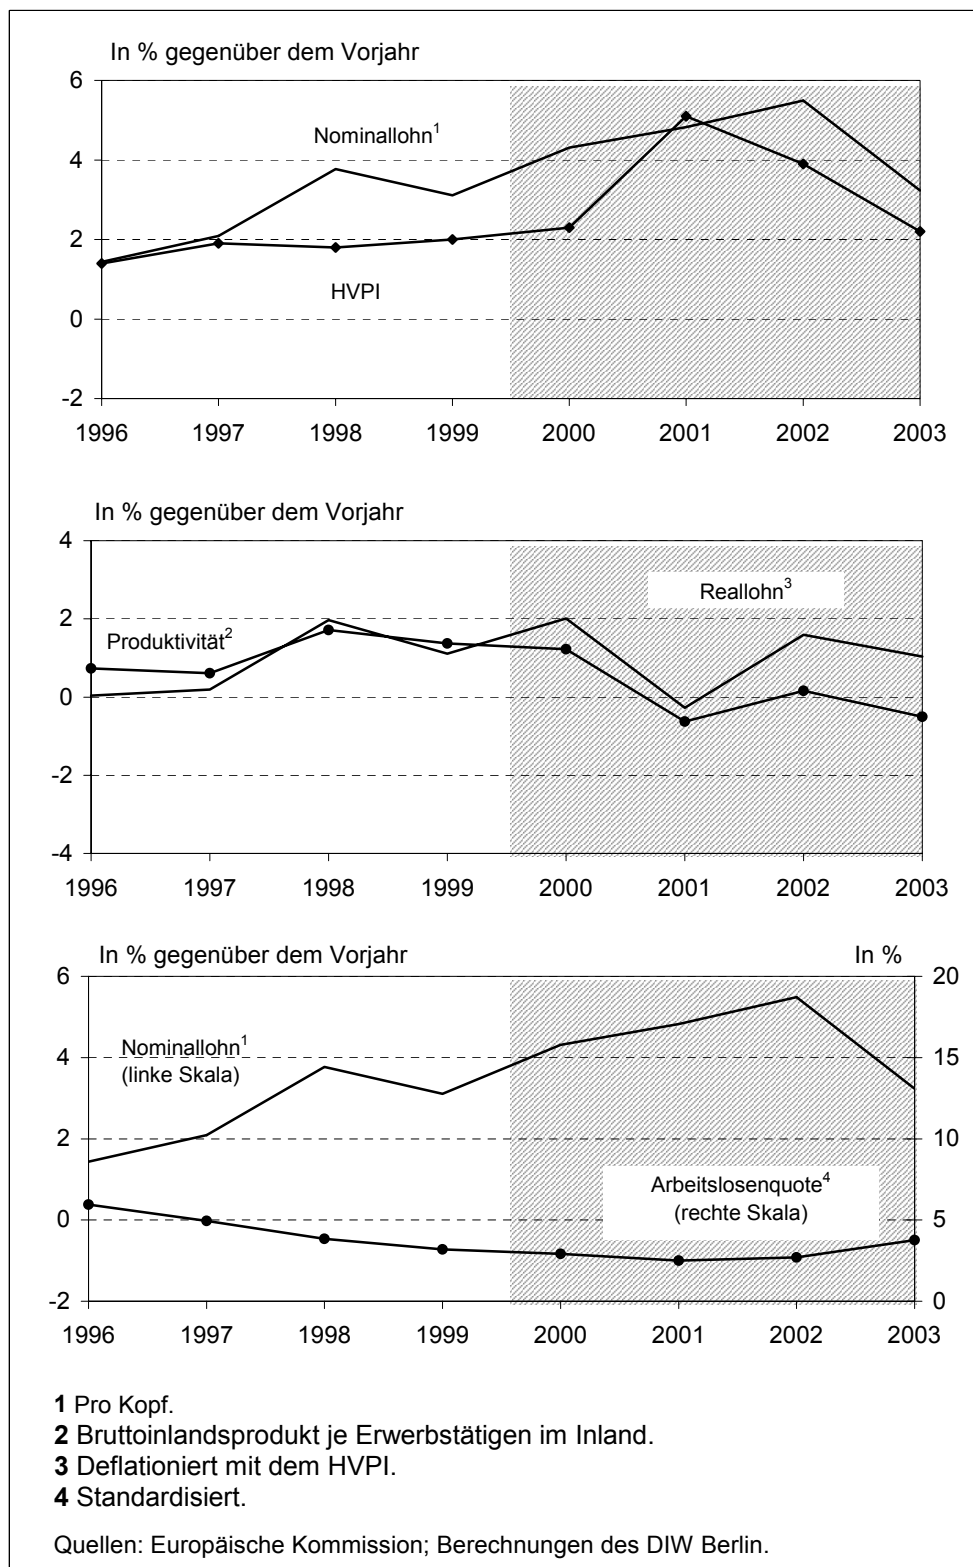 In % gegenüber dem Vorjahr
6
4
2
0
-2
Nominallohn1
HVPI
1996 1997 1998 1999 2000 2001 2002 2003
In % gegenüber dem Vorjahr
4
2
0
-2
-4
Reallohn3
Produktivität2
1996 1997 1998 1999 2000 2001 2002 2003
In % gegenüber dem Vorjahr In %
6 20
4 15
2 10
0 5
-2 0
Nominallohn1
(linke Skala)
Arbeitslosenquote4
(rechte Skala)
1996 1997 1998 1999 2000 2001 2002 2003
1 Pro Kopf.
2 Bruttoinlandsprodukt je Erwerbstätigen im Inland.
3 Deflationiert mit dem HVPI.
4 Standardisiert.
Quellen: Europäische Kommission; Berechnungen des DIW Berlin.